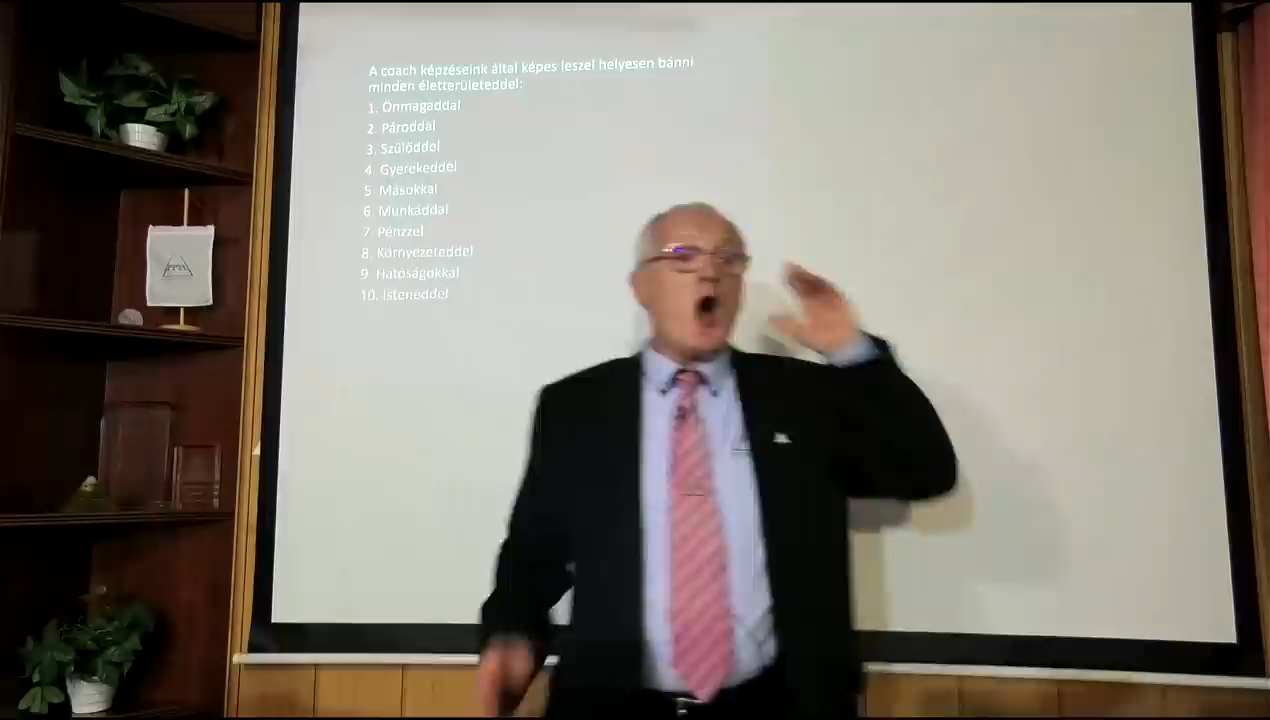 A coach képzéseink által képes leszel helyesen bánni
minden életterületeddel:
1. Önmagaddal
2. Pároddal
3. Szülőddel
4. Gyerekeddel
5. Másokkal
6. Munkáddal
7. Pénzzel
8. Környezeteddel
9. Hatóságokkal
10. Isteneddel